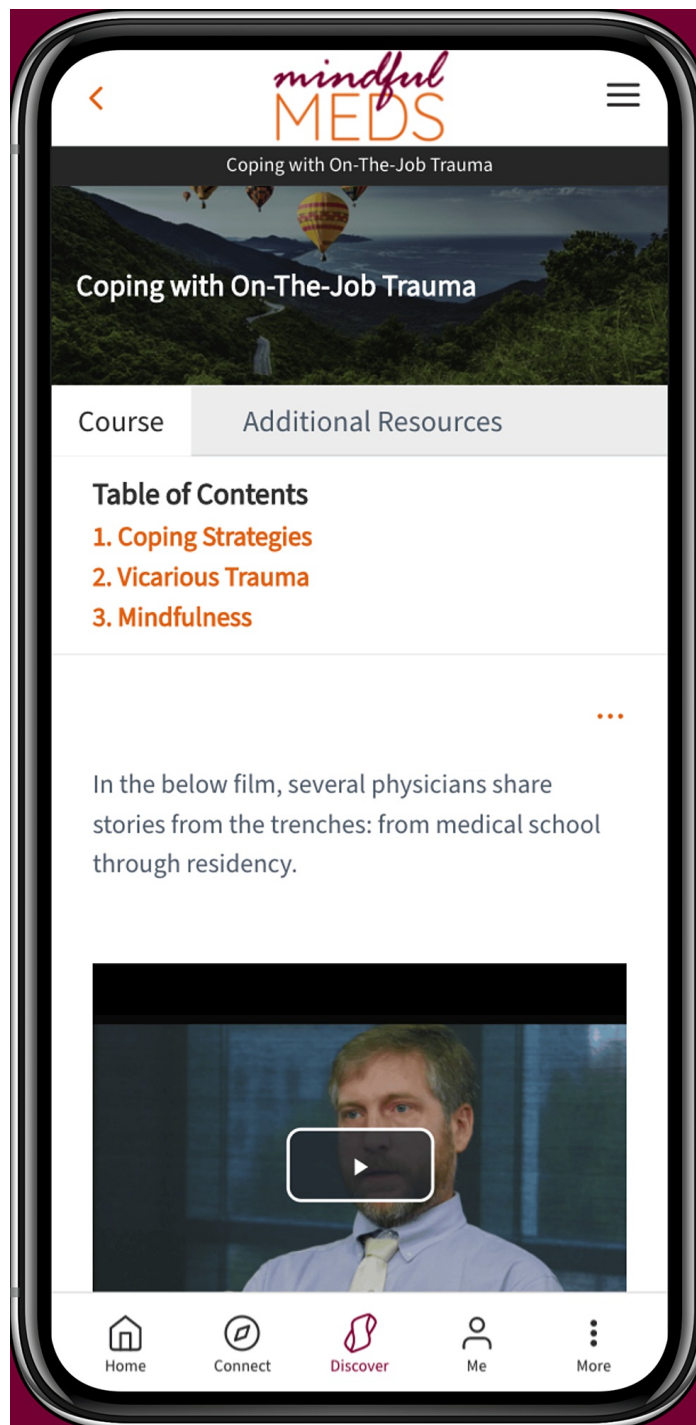 mindful
MEDS
Coping with On-The-Job Trauma
Coping with On-The-Job Trauma
Course
Additional Resources
Table of Contents
1. Coping Strategies
2. Vicarious Trauma
3. Mindfulness
In the below film, several physicians share
stories from the trenches: from medical school
through residency.
Home
Connect
Discover
Me
More